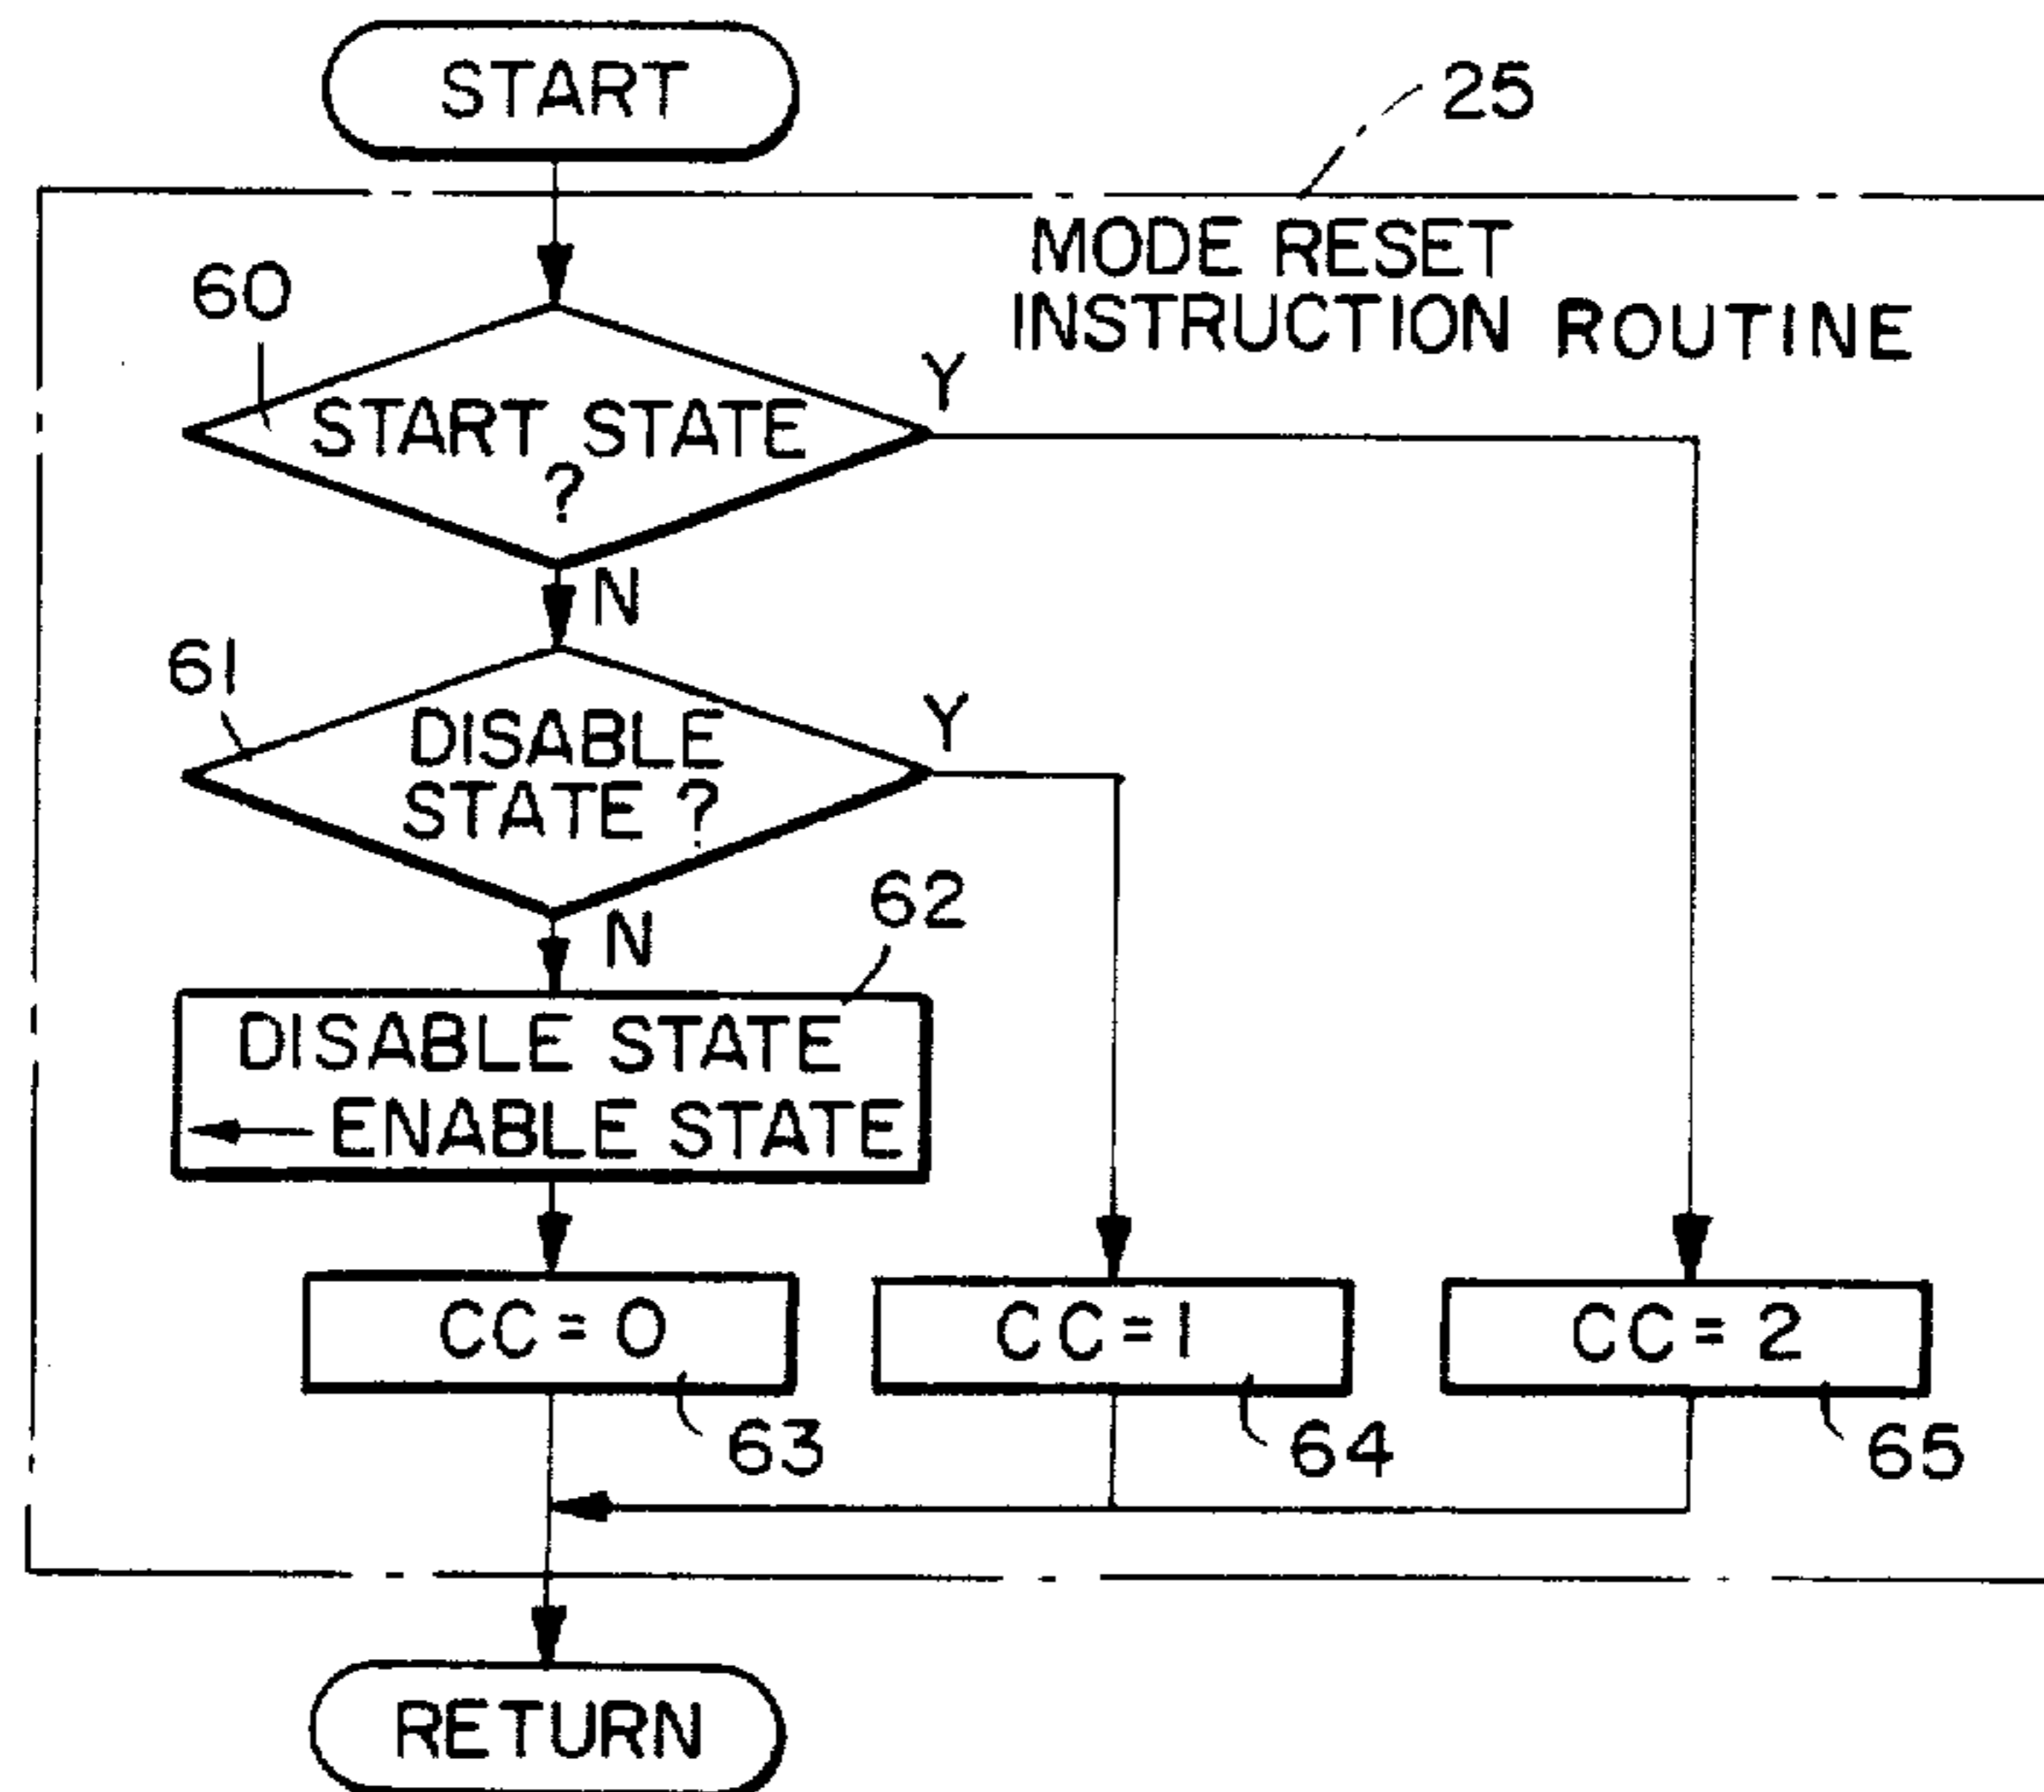 START
25
MODE RESET
INSTRUCTION ROUTINE
60
START STATE
?
Y
N
61
DISABLE
STATE ?
Y
N
62
DISABLE STATE
← ENABLE STATE
CC = 0
CC = 1
CC = 2
63
64
65
RETURN